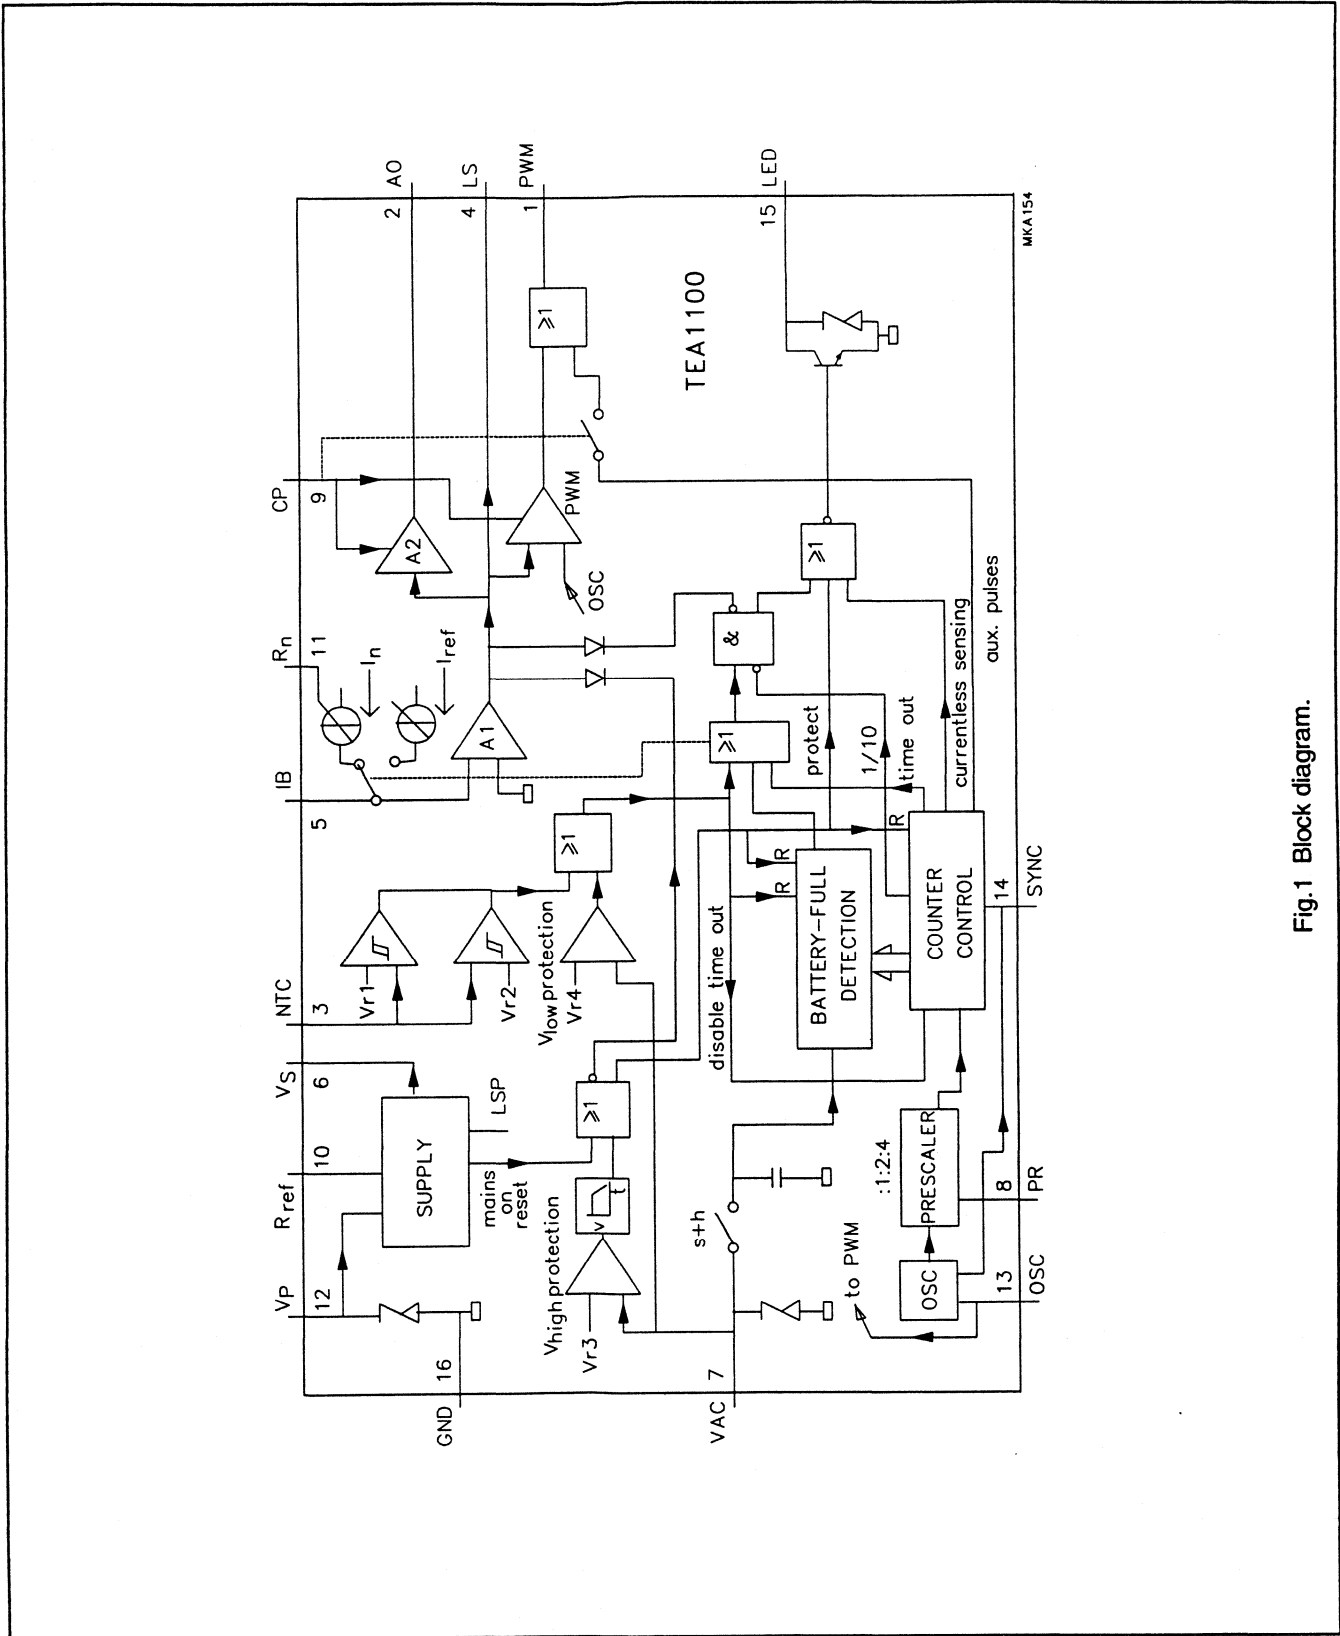 VP
Rref
VS
NTC
IB
Rn
CP
12
10
6
3
5
11
9
In
Iref
GND
16
SUPPLY
LSP
mains
on
reset
Vr1
Vr2
A1
A2
AO
2
LS
4
PWM
1
PWM
OSC
≥1
Vhigh protection
Vr3
v
t
≥1
Vlow protection
Vr4
≥1
TEA1100
VAC
7
s+h
disable time out
R
R
BATTERY-FULL
DETECTION
≥1
&
≥1
LED
15
protect
1/10
time out
currentless sensing
aux. pulses
to PWM
:1:2:4
OSC
PRESCALER
COUNTER
CONTROL
R
13
OSC
8
PR
14
SYNC
MKA154
Fig.1 Block diagram.